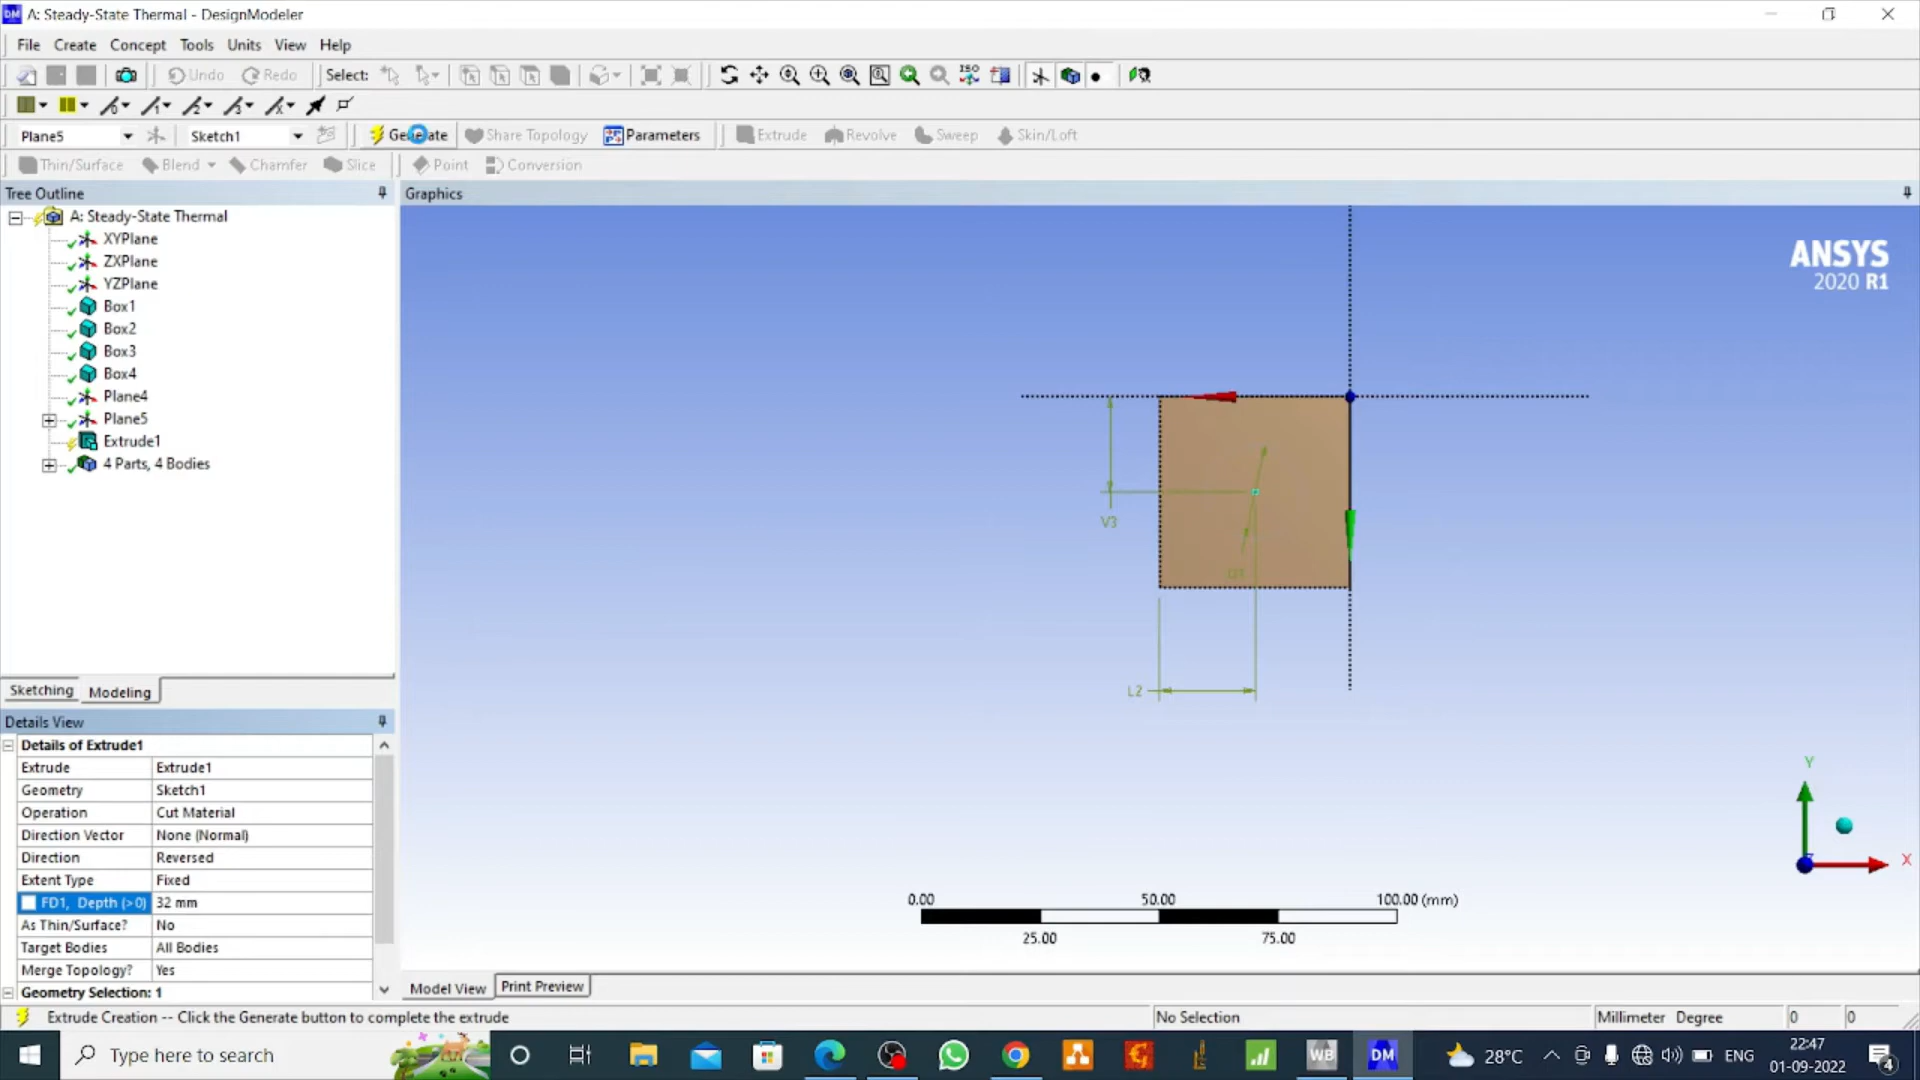 A: Steady-State Thermal - DesignModeler
File Create Concept Tools Units View Help
Undo Redo Select:
Plane5 Sketch1 Generate Share Topology Parameters Extrude Revolve Sweep Skin/Loft
Thin/Surface Blend Chamfer Slice Point Conversion
Tree Outline
Graphics
A: Steady-State Thermal
XYPlane
ZXPlane
YZPlane
Box1
Box2
Box3
Box4
Plane4
Plane5
Extrude1
4 Parts, 4 Bodies
ANSYS
2020 R1
V3
L2
Y
X
0.00 50.00 100.00 (mm)
25.00 75.00
Sketching Modeling
Details View
Details of Extrude1
Extrude Extrude1
Geometry Sketch1
Operation Cut Material
Direction Vector None (Normal)
Direction Reversed
Extent Type Fixed
FD1, Depth (>0) 32 mm
As Thin/Surface? No
Target Bodies All Bodies
Merge Topology? Yes
Geometry Selection: 1
Model View Print Preview
Extrude Creation -- Click the Generate button to complete the extrude
No Selection
Millimeter Degree 0 0
Type here to search
WB
DM
28°C
ENG
22:47
01-09-2022
4